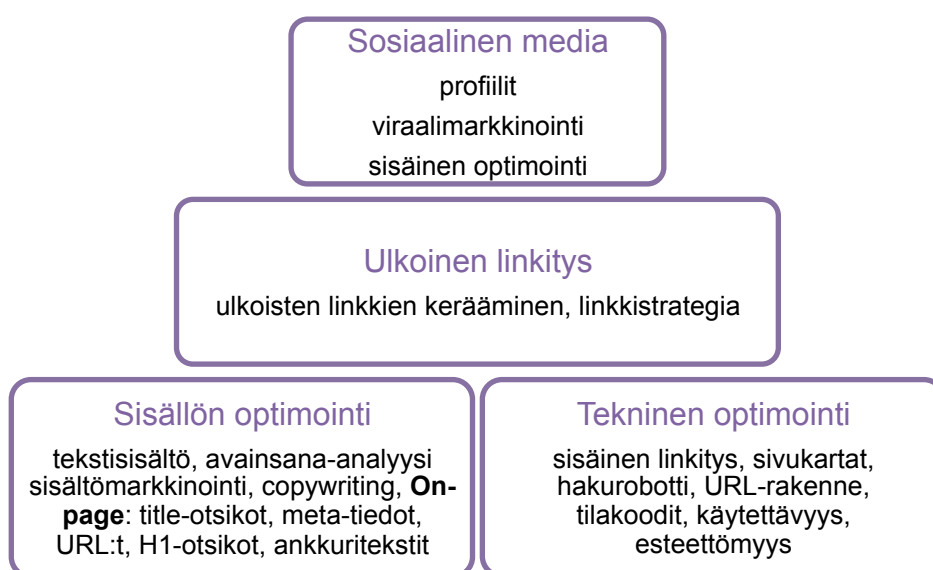 Sosiaalinen media
profiilit
viraalimarkkinointi
sisäinen optimointi
Ulkoinen linkitys
ulkoisten linkkien kerääminen, linkkistrategia
Sisällön optimointi
tekstisisältö, avainsana-analyysi
sisältömarkkinointi, copywriting, On-
page: title-otsikot, meta-tiedot,
URL:t, H1-otsikot, ankkuritekstit
Tekninen optimointi
sisäinen linkitys, sivukartat,
hakurobotti, URL-rakenne,
tilakoodit, käytettävyys,
esteettömyys